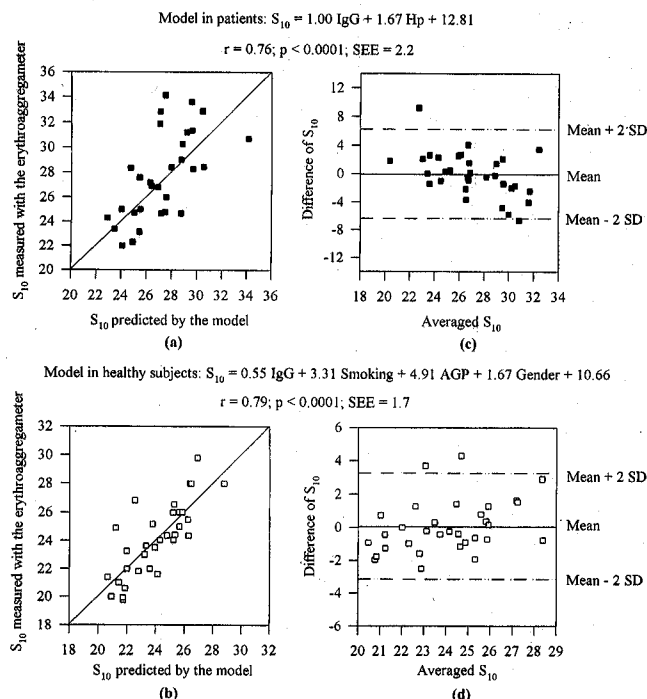 Model in patients: S10 = 1.00 IgG + 1.67 Hp + 12.81
r = 0.76; p < 0.0001; SEE = 2.2
S10 measured with the erythroaggregameter
36
34
32
30
28
26
24
22
20
20 22 24 26 28 30 32 34 36
S10 predicted by the model
(a)
Difference of S10
12
8
4
0
-4
-8
-12
Mean + 2 SD
Mean
Mean - 2 SD
20 22 24 26 28 30 32 34
Averaged S10
(c)
Model in healthy subjects: S10 = 0.55 IgG + 3.31 Smoking + 4.91 AGP + 1.67 Gender + 10.66
r = 0.79; p < 0.0001; SEE = 1.7
S10 measured with the erythroaggregameter
32
30
28
26
24
22
20
18
18 20 22 24 26 28 30 32
S10 predicted by the model
(b)
Difference of S10
6
4
2
0
-2
-4
-6
Mean + 2 SD
Mean
Mean - 2 SD
20 21 22 23 24 25 26 27 28 29
Averaged S10
(d)